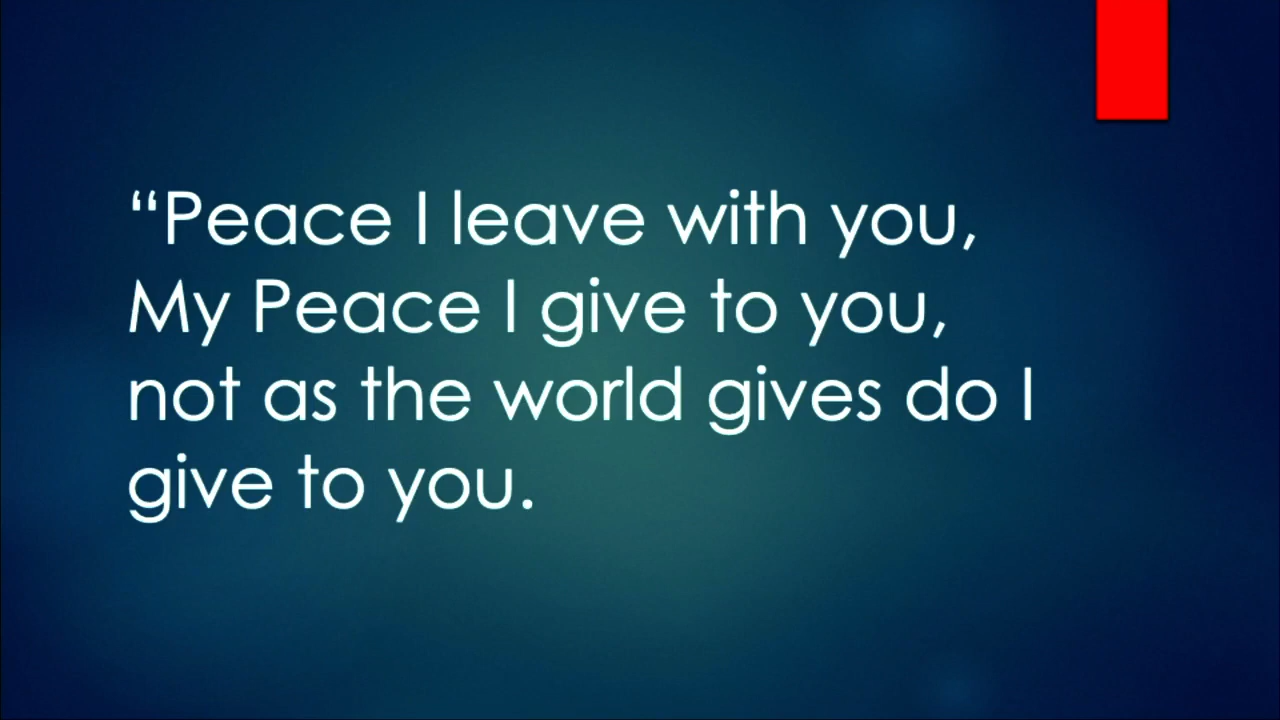 “Peace I leave with you,
My Peace I give to you,
not as the world gives do I
give to you.